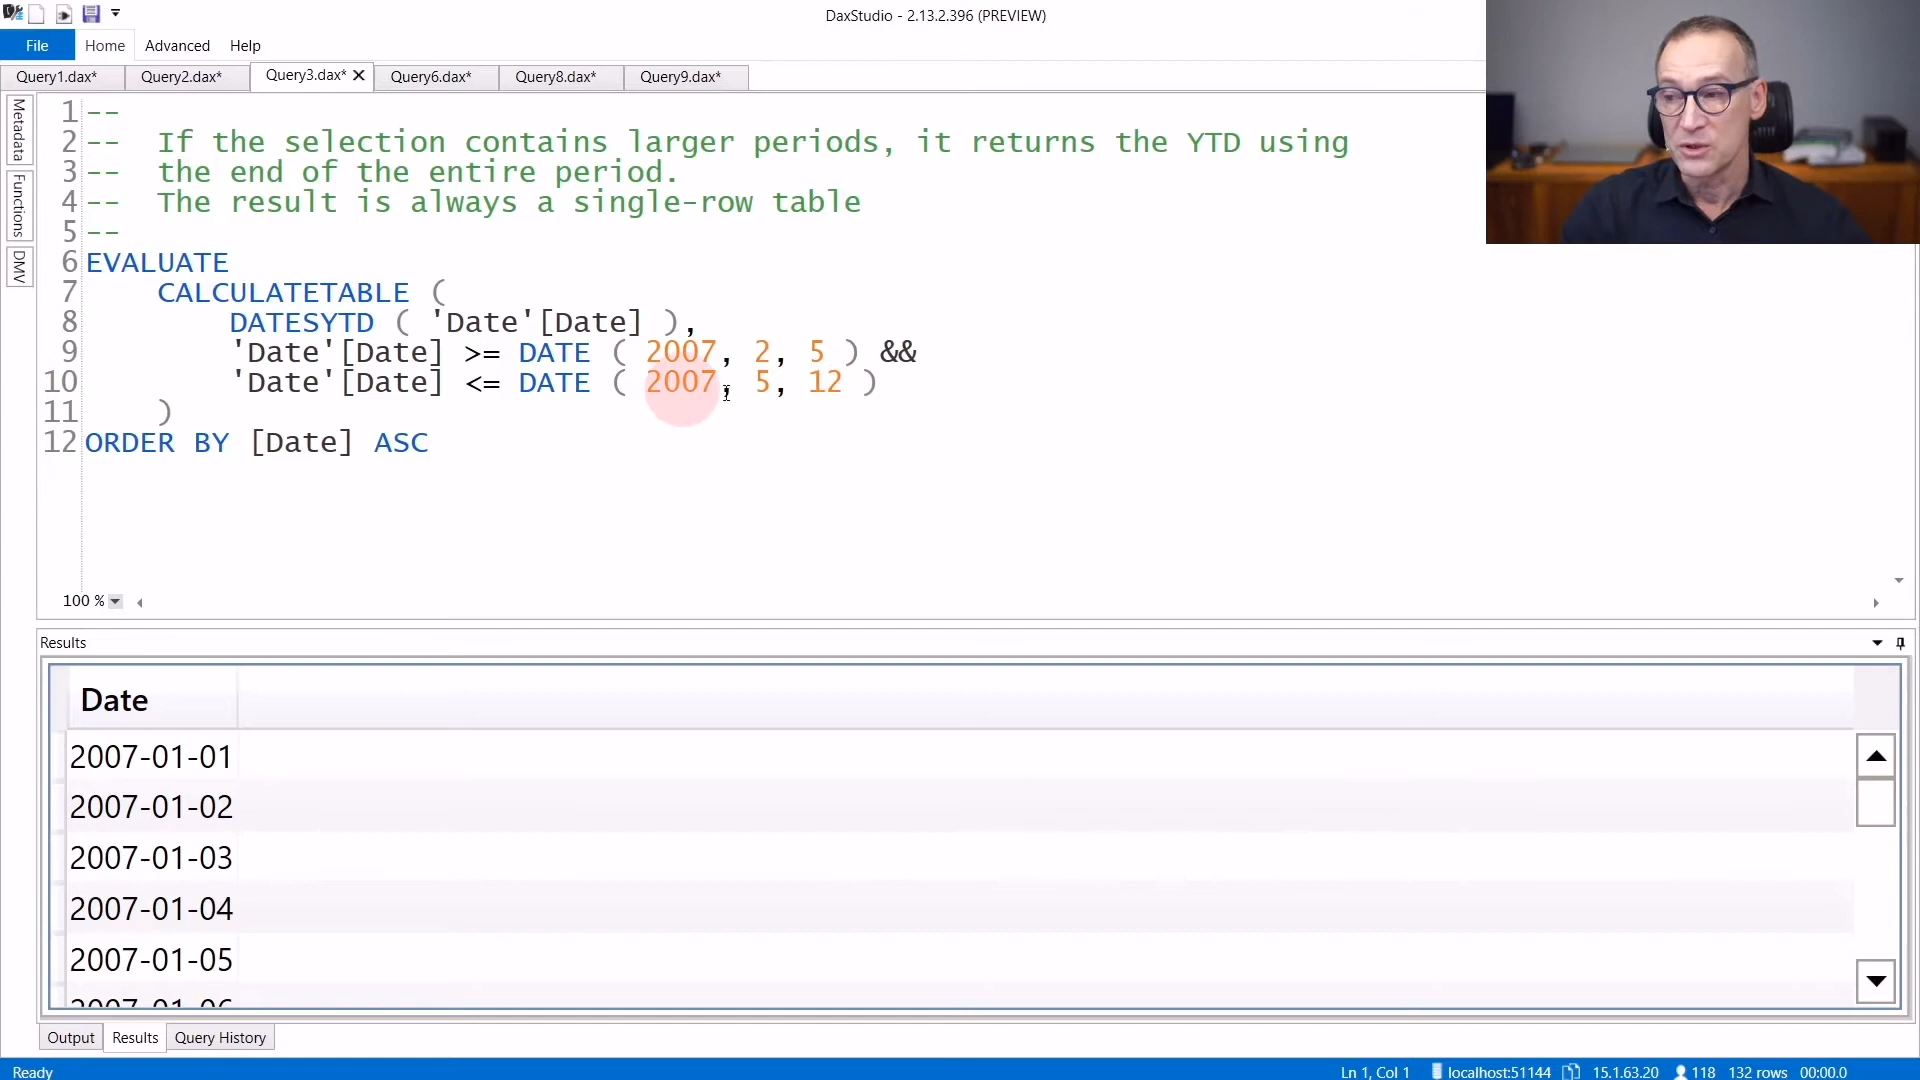 DaxStudio - 2.13.2.396 (PREVIEW)
File Home Advanced Help
Query1.dax* Query2.dax* Query3.dax* Query6.dax* Query8.dax* Query9.dax*
Metadata
Functions
DMV
1 --
2 -- If the selection contains larger periods, it returns the YTD using
3 -- the end of the entire period.
4 -- The result is always a single-row table
5 --
6 EVALUATE
7 CALCULATETABLE (
8 DATESYTD ( 'Date'[Date] ),
9 'Date'[Date] >= DATE ( 2007, 2, 5 ) &&
10 'Date'[Date] <= DATE ( 2007, 5, 12 )
11 )
12 ORDER BY [Date] ASC
100 %
Results
Date
2007-01-01
2007-01-02
2007-01-03
2007-01-04
2007-01-05
2007-01-06
Output Results Query History
Ready Ln 1, Col 1 localhost:51144 15.1.63.20 118 132 rows 00:00.0